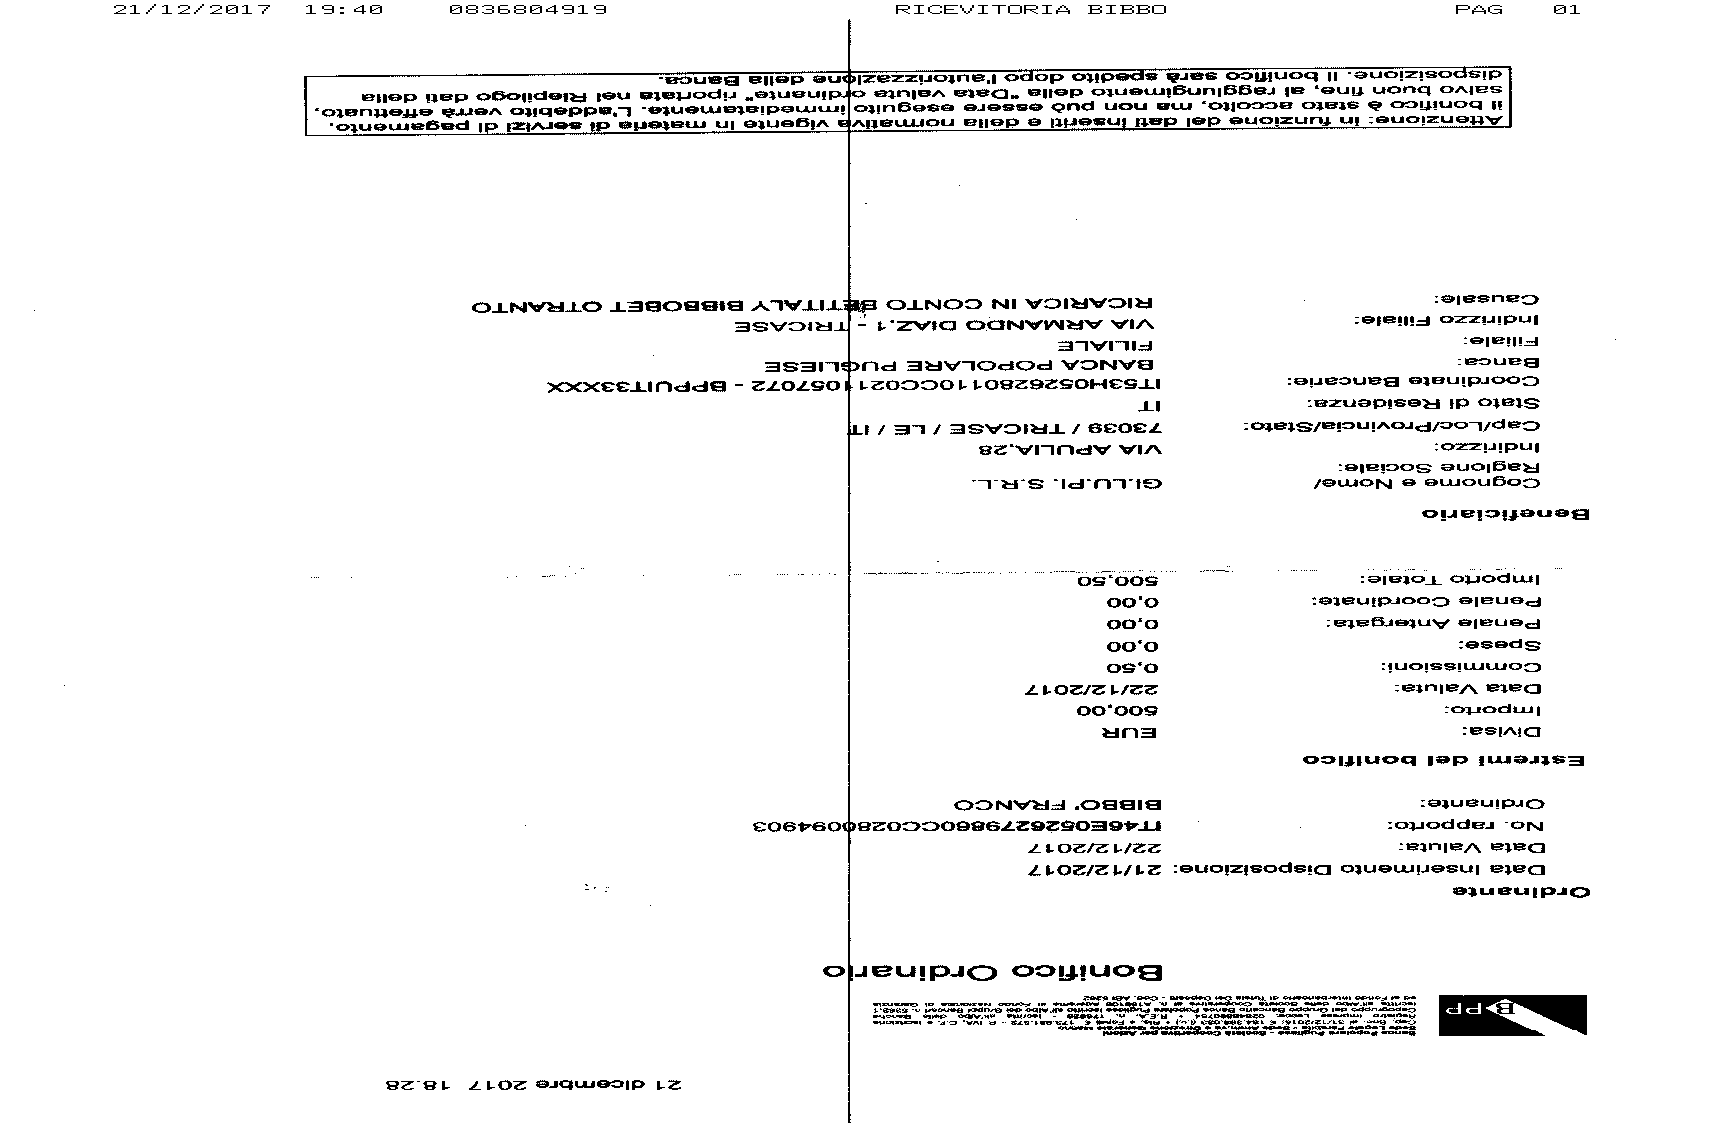 21/12/2017 19:40 0836804919 RICEVITORIA BIBBO PAG 01
21 dicembre 2017 18.28
BPP
Banca Popolare Pugliese - Società Cooperativa per Azioni
Bonifico Ordinario
Ordinante
Data Inserimento Disposizione: 21/12/2017
Data Valuta: 22/12/2017
No. rapporto: IT46E0526279860CC0280094903
Ordinante: BIBBO' FRANCO
Estremi del bonifico
Divisa: EUR
Importo: 500,00
Data Valuta: 22/12/2017
Commissioni: 0,50
Spese: 0,00
Penale Antergata: 0,00
Penale Coordinate: 0,00
Importo Totale: 500,50
Beneficiario
Cognome e Nome/ GI.LU.PI. S.R.L.
Ragione Sociale:
Indirizzo: VIA APULIA,28
Cap/Loc/Provincia/Stato: 73039 / TRICASE / LE / IT
Stato di Residenza: IT
Coordinate Bancarie: IT53H0526280110CC0211057072 - BPPUIT33XXX
Banca: BANCA POPOLARE PUGLIESE
Filiale: FILIALE
Indirizzo Filiale: VIA ARMANDO DIAZ,1 - TRICASE
Causale: RICARICA IN CONTO BETITALY BIBBOBET OTRANTO
Attenzione: in funzione dei dati inseriti e della normativa vigente in materia di servizi di pagamento,
il bonifico è stato accolto, ma non può essere eseguito immediatamente. L'addebito verrà effettuato,
salvo buon fine, al raggiungimento della "Data valuta ordinante" riportata nel Riepilogo dati della
disposizione. Il bonifico sarà spedito dopo l'autorizzazione della Banca.